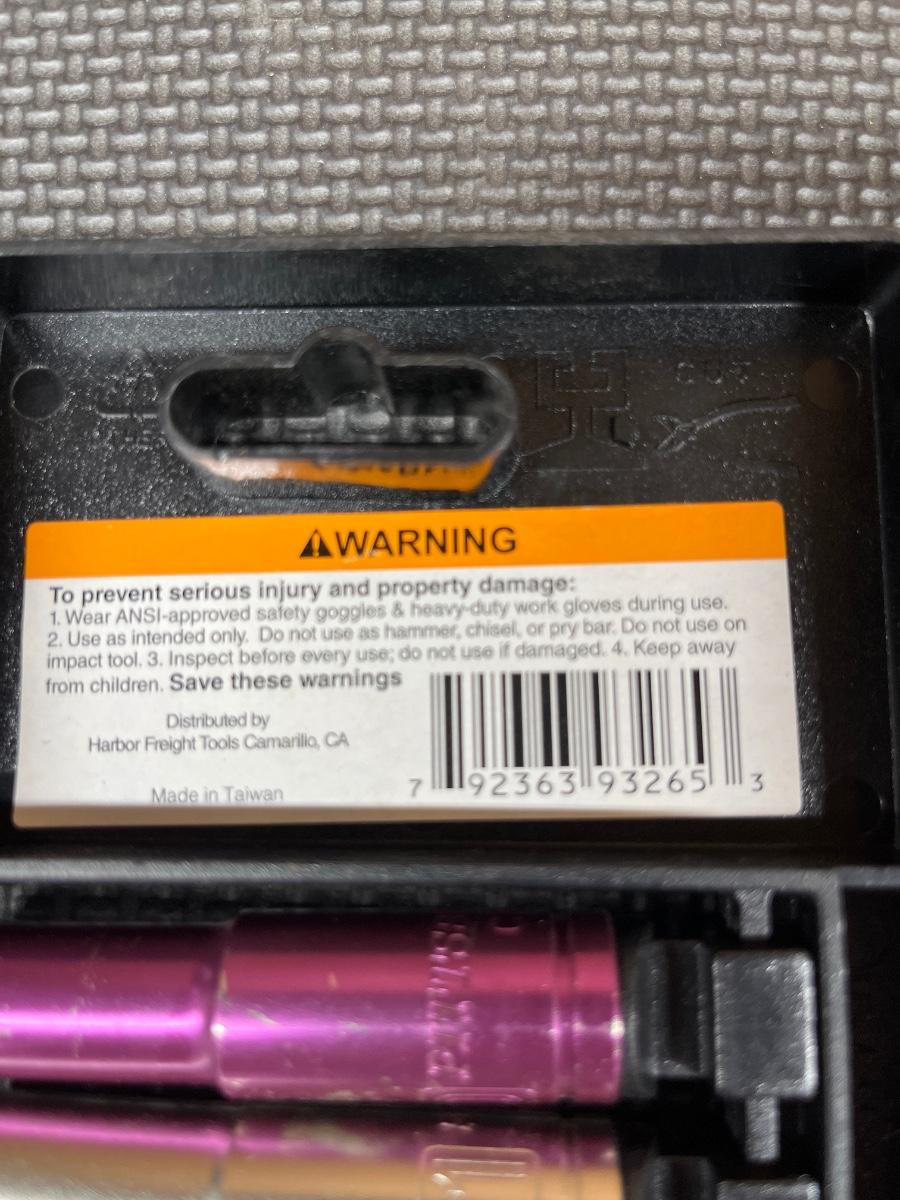 CUT
WARNING
To prevent serious injury and property damage:
1. Wear ANSI-approved safety goggles & heavy-duty work gloves during use.
2. Use as intended only. Do not use as hammer, chisel, or pry bar. Do not use on
impact tool. 3. Inspect before every use; do not use if damaged. 4. Keep away
from children. Save these warnings
Distributed by
Harbor Freight Tools Camarillo, CA
Made in Taiwan
7 92363 93265 3